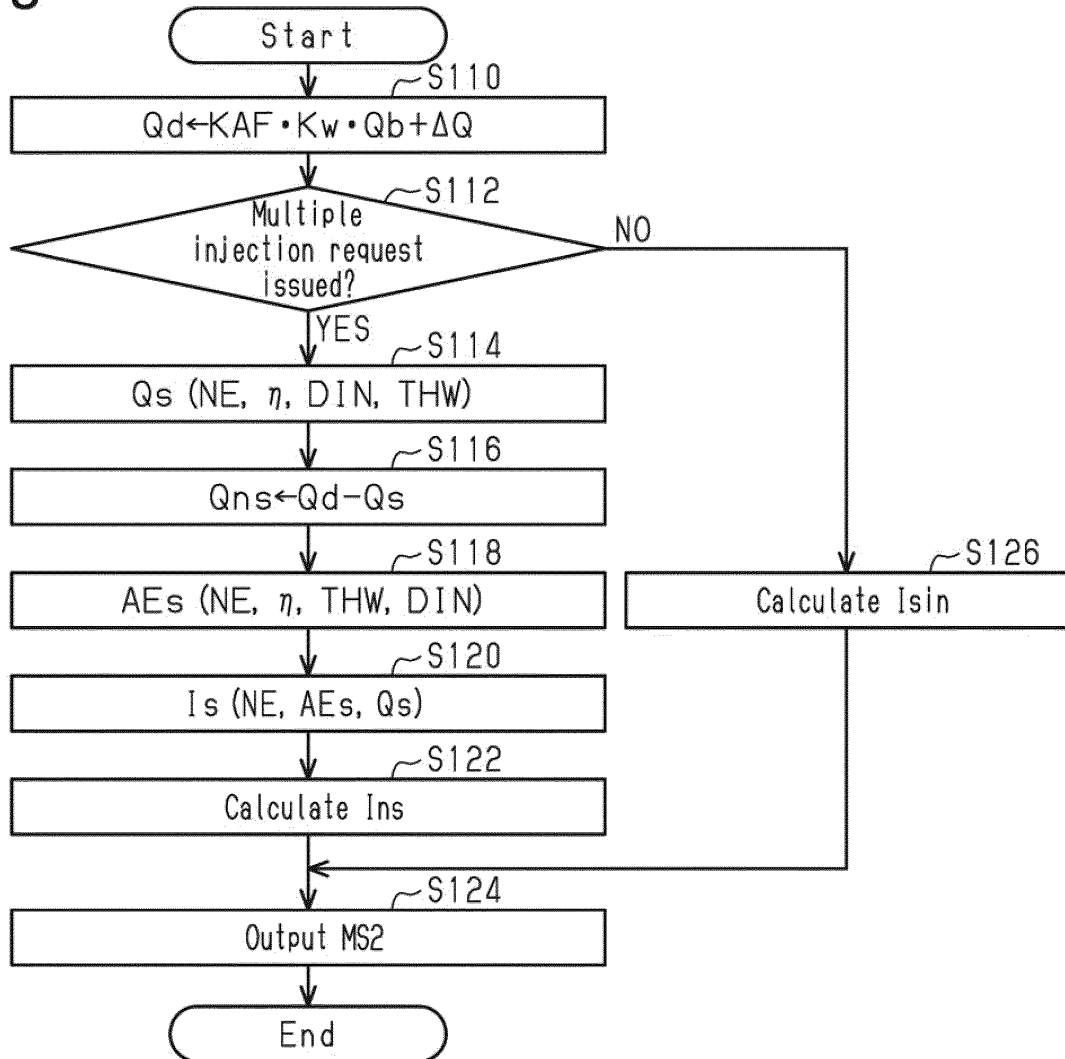 Start
S110
Qd←KAF・Kw・Qb+ΔQ
S112
Multiple
injection request
issued?
NO
YES
S114
Qs (NE, η, DIN, THW)
S116
Qns←Qd−Qs
S118
AEs (NE, η, THW, DIN)
S126
Calculate Isin
S120
Is (NE, AEs, Qs)
S122
Calculate Ins
S124
Output MS2
End